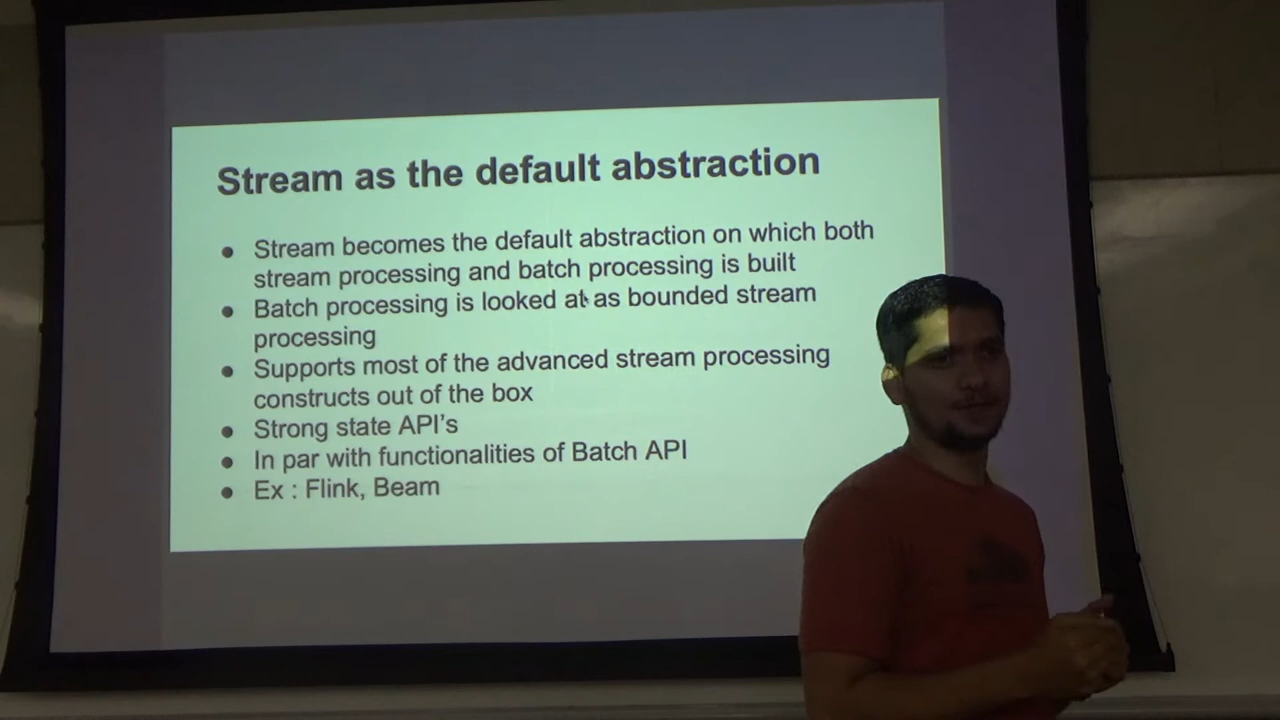 Stream as the default abstraction
● Stream becomes the default abstraction on which both
stream processing and batch processing is built
● Batch processing is looked at as bounded stream
processing
● Supports most of the advanced stream processing
constructs out of the box
● Strong state API's
● In par with functionalities of Batch API
● Ex : Flink, Beam